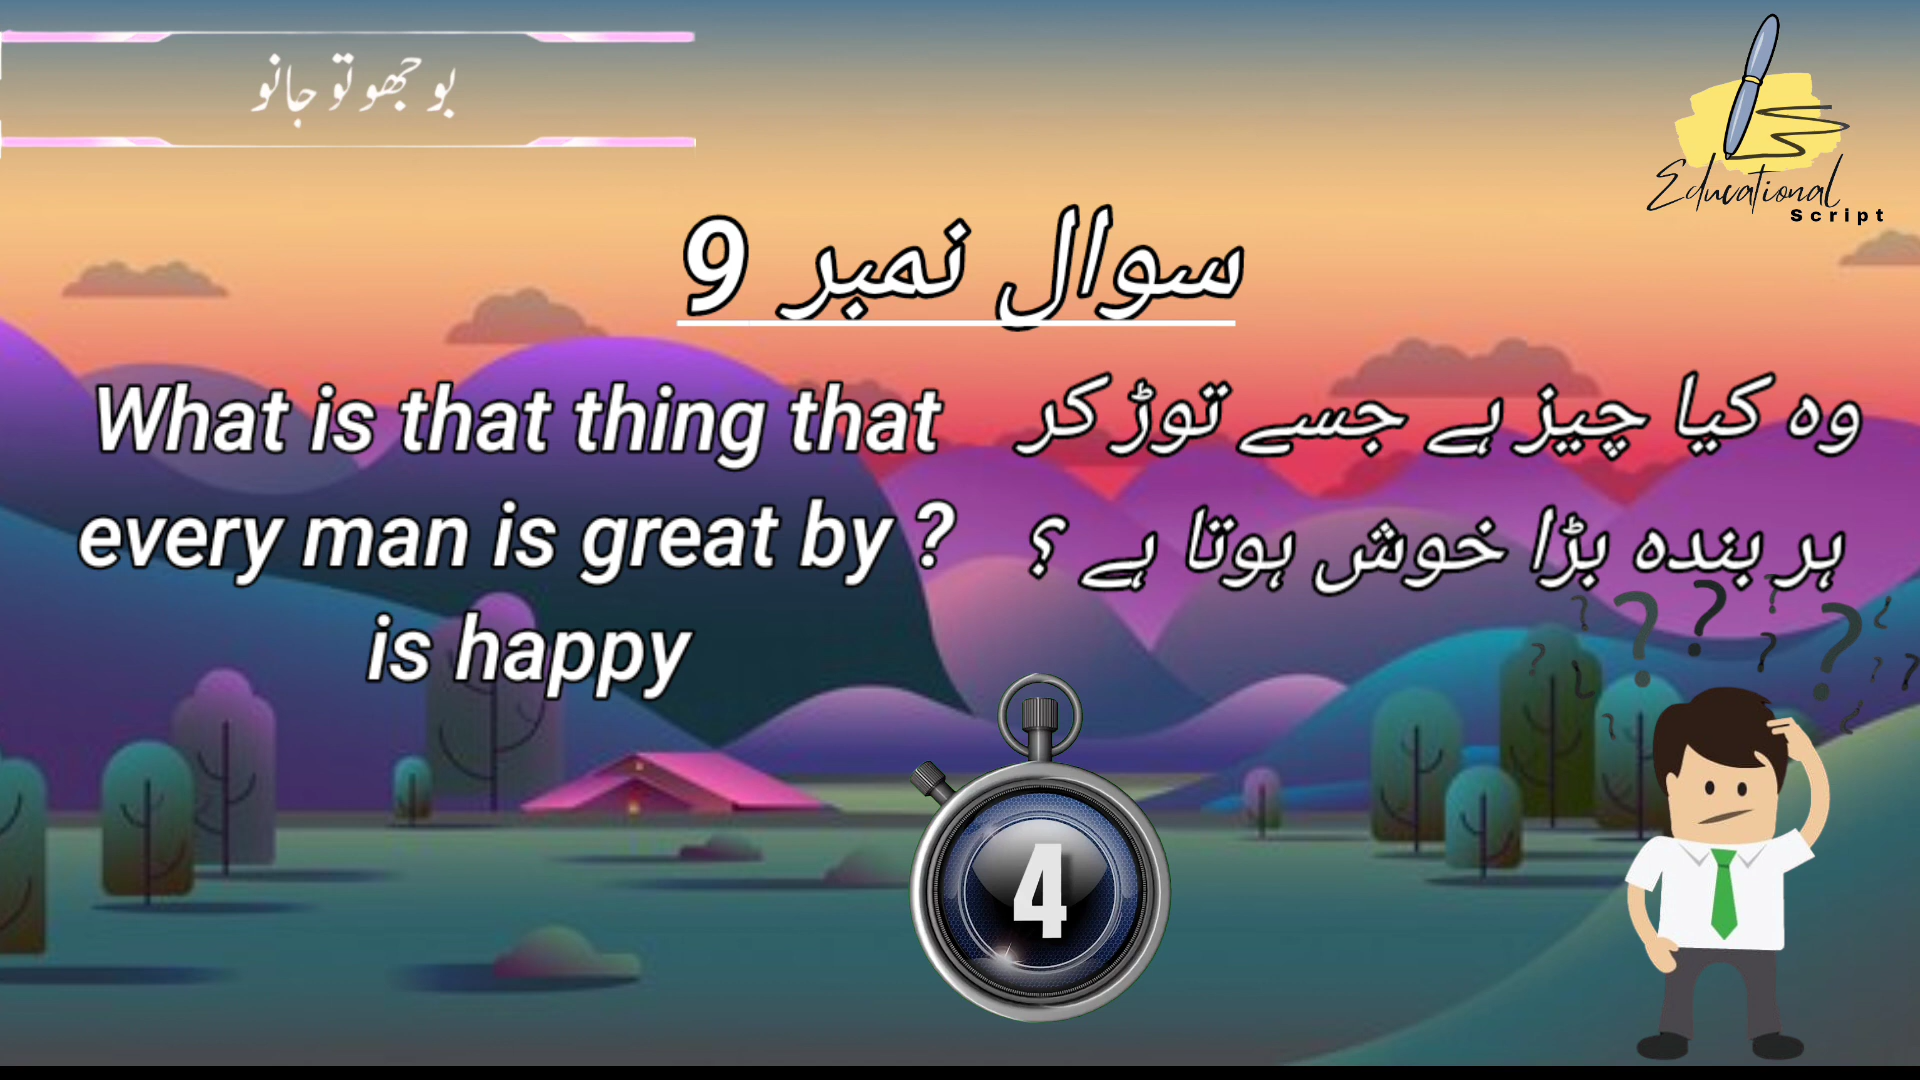 بوجھو تو جانو
Educational
Script
سوال نمبر 9
What is that thing that
every man is great by ?
is happy
وہ کیا چیز ہے جسے توڑ کر
ہر بندہ بڑا خوش ہوتا ہے ؟
4